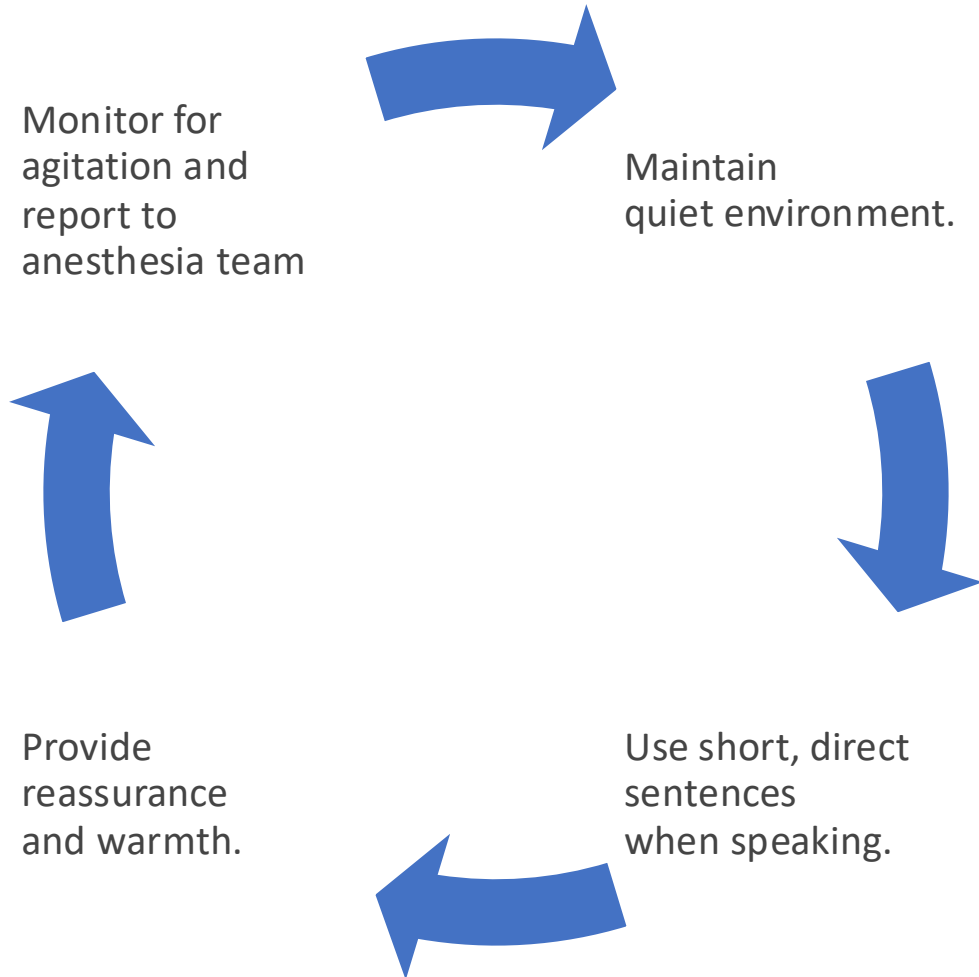 Monitor for
agitation and
report to
anesthesia team
Maintain
quiet environment.
Use short, direct
sentences
when speaking.
Provide
reassurance
and warmth.